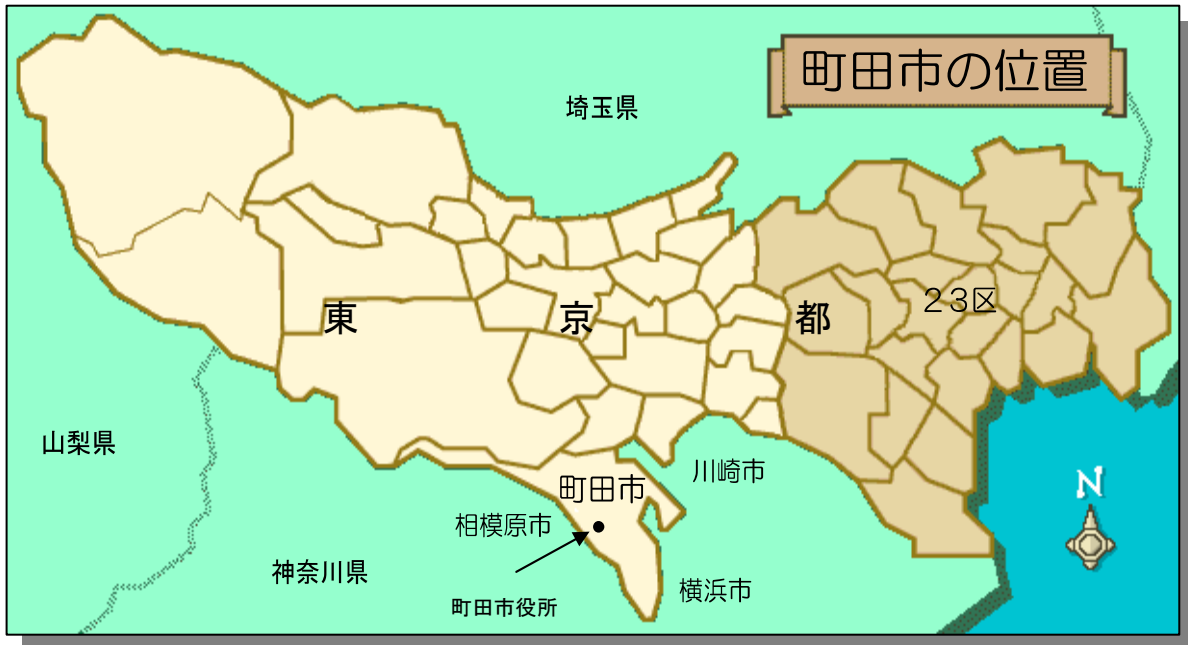 町田市の位置
埼玉県
東京都
23区
山梨県
川崎市
町田市
相模原市
神奈川県
横浜市
町田市役所
N